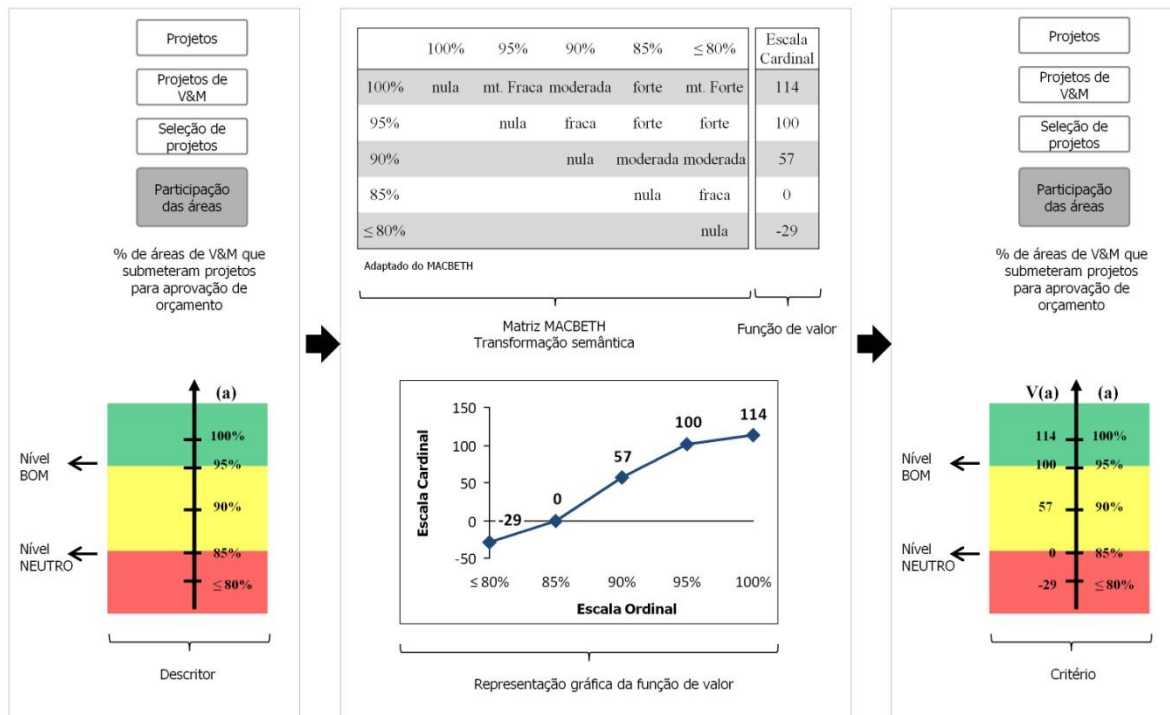 Projetos
Projetos de
V&M
Seleção de
projetos
Participação
das áreas
% de áreas de V&M que
submeteram projetos
para aprovação de
orçamento
(a)
100%
95%
90%
85%
≤ 80%
Nível
BOM
Nível
NEUTRO
Descritor
100% 95% 90% 85% ≤ 80% Escala
Cardinal
100% nula mt. Fraca moderada forte mt. Forte 114
95% nula fraca forte forte 100
90% nula moderada moderada 57
85% nula fraca 0
≤ 80% nula -29
Adaptado do MACBETH
Matriz MACBETH
Transformação semântica
Função de valor
Escala Cardinal
150
100
50
0
-50
-29
0
57
100
114
≤ 80% 85% 90% 95% 100%
Escala Ordinal
Representação gráfica da função de valor
Projetos
Projetos de
V&M
Seleção de
projetos
Participação
das áreas
% de áreas de V&M que
submeteram projetos
para aprovação de
orçamento
V(a) (a)
114 100%
100 95%
57 90%
0 85%
-29 ≤ 80%
Nível
BOM
Nível
NEUTRO
Critério